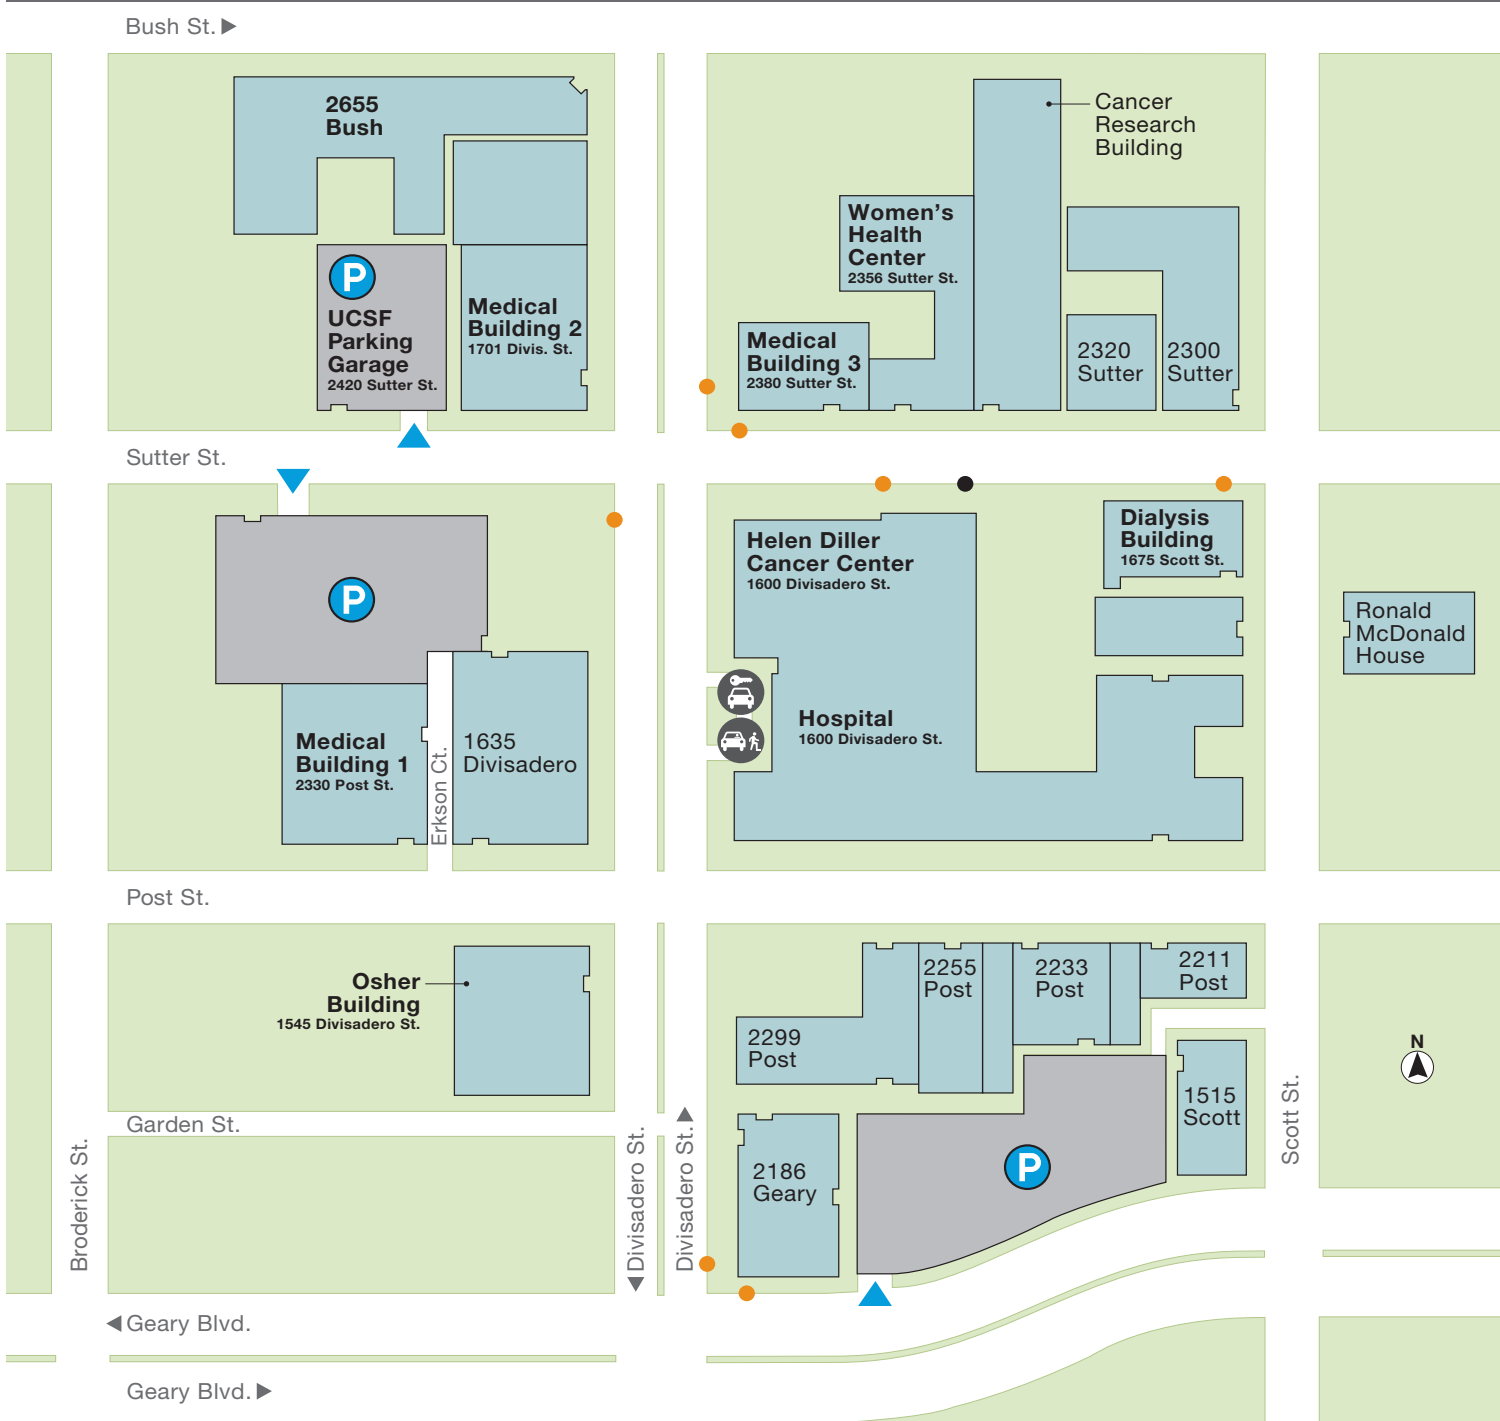 Bush St.
2655
Bush
Cancer
Research
Building
Women's
Health
Center
2356 Sutter St.
P
UCSF
Parking
Garage
2420 Sutter St.
Medical
Building 2
1701 Divis. St.
Medical
Building 3
2380 Sutter St.
2320
Sutter
2300
Sutter
Sutter St.
P
Helen Diller
Cancer Center
1600 Divisadero St.
Dialysis
Building
1675 Scott St.
Ronald
McDonald
House
Medical
Building 1
2330 Post St.
Erkson Ct.
1635
Divisadero
Hospital
1600 Divisadero St.
Post St.
Osher
Building
1545 Divisadero St.
2255
Post
2233
Post
2211
Post
2299
Post
N
1515
Scott
Garden St.
Broderick St.
Divisadero St.
Divisadero St.
2186
Geary
P
Scott St.
Geary Blvd.
Geary Blvd.